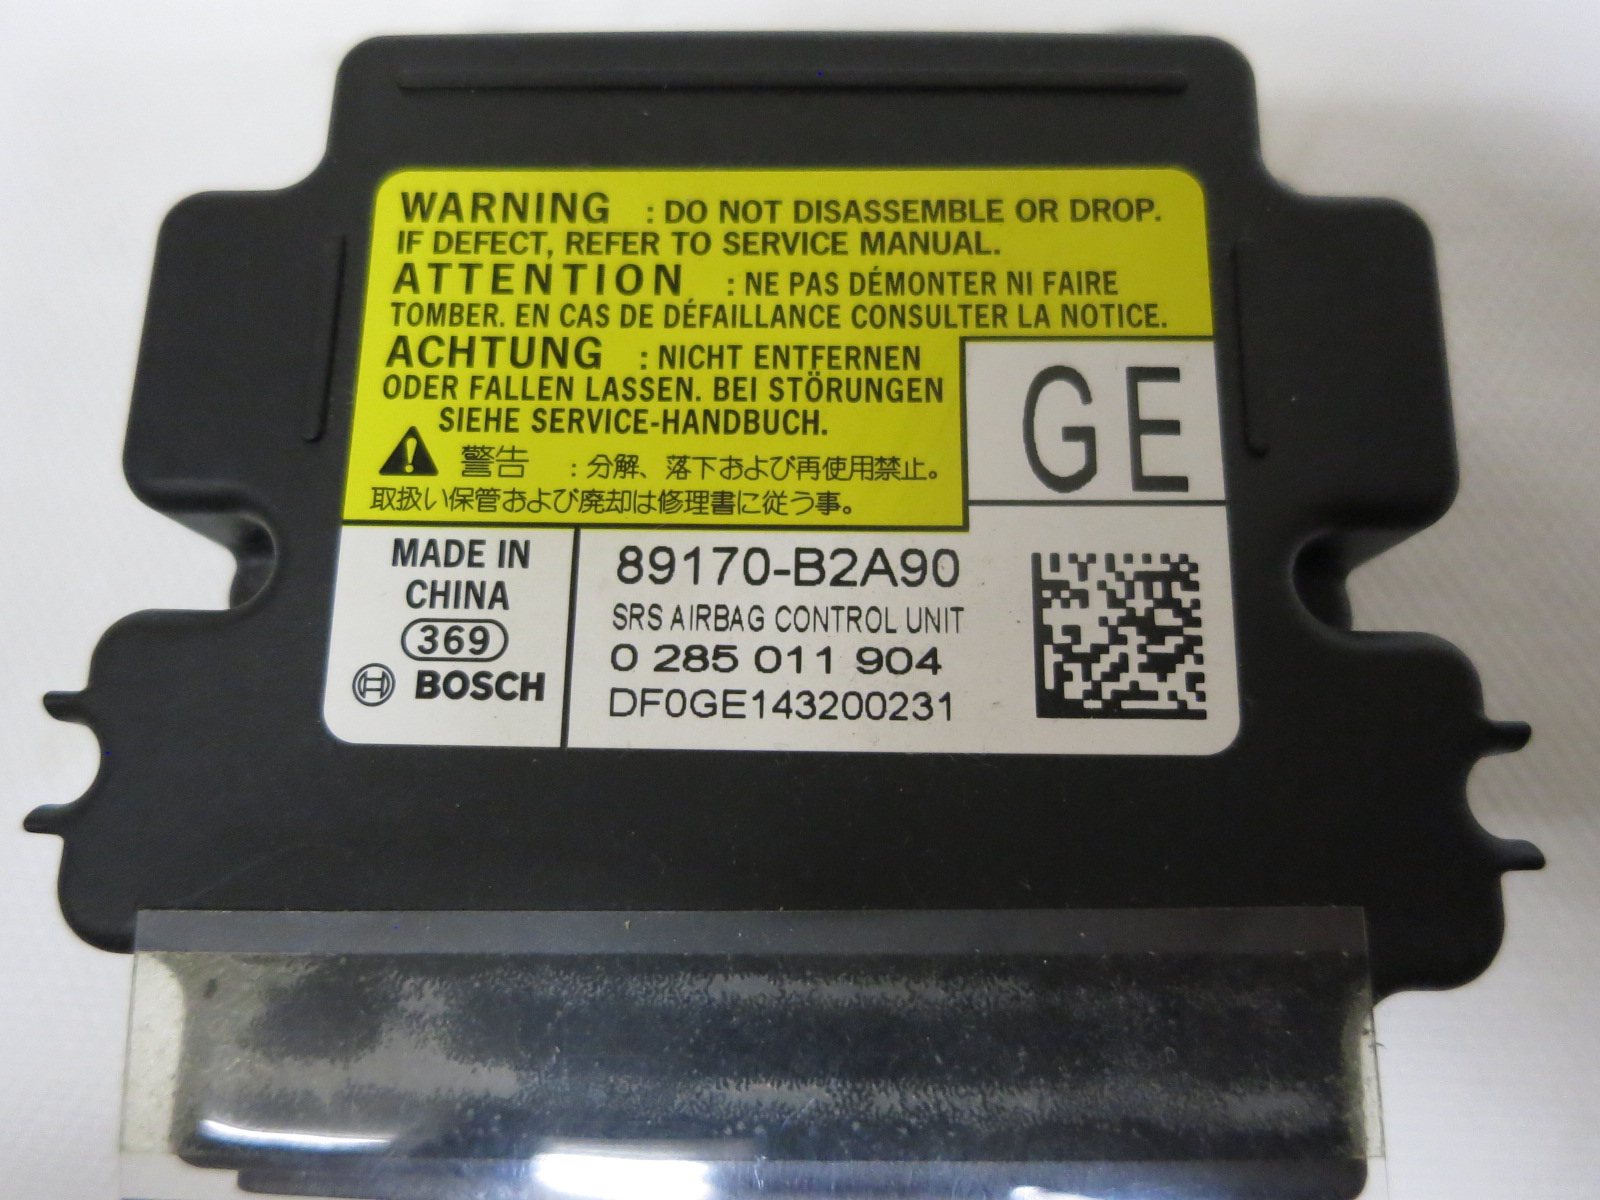 WARNING : DO NOT DISASSEMBLE OR DROP.
IF DEFECT, REFER TO SERVICE MANUAL.
ATTENTION : NE PAS DÉMONTER NI FAIRE
TOMBER. EN CAS DE DÉFAILLANCE CONSULTER LA NOTICE.
ACHTUNG : NICHT ENTFERNEN
ODER FALLEN LASSEN. BEI STÖRUNGEN
SIEHE SERVICE-HANDBUCH.
警告 : 分解、落下および再使用禁止。
取扱い保管および廃却は修理書に従う事。
GE
MADE IN
CHINA
369
BOSCH
89170-B2A90
SRS AIRBAG CONTROL UNIT
0 285 011 904
DF0GE143200231